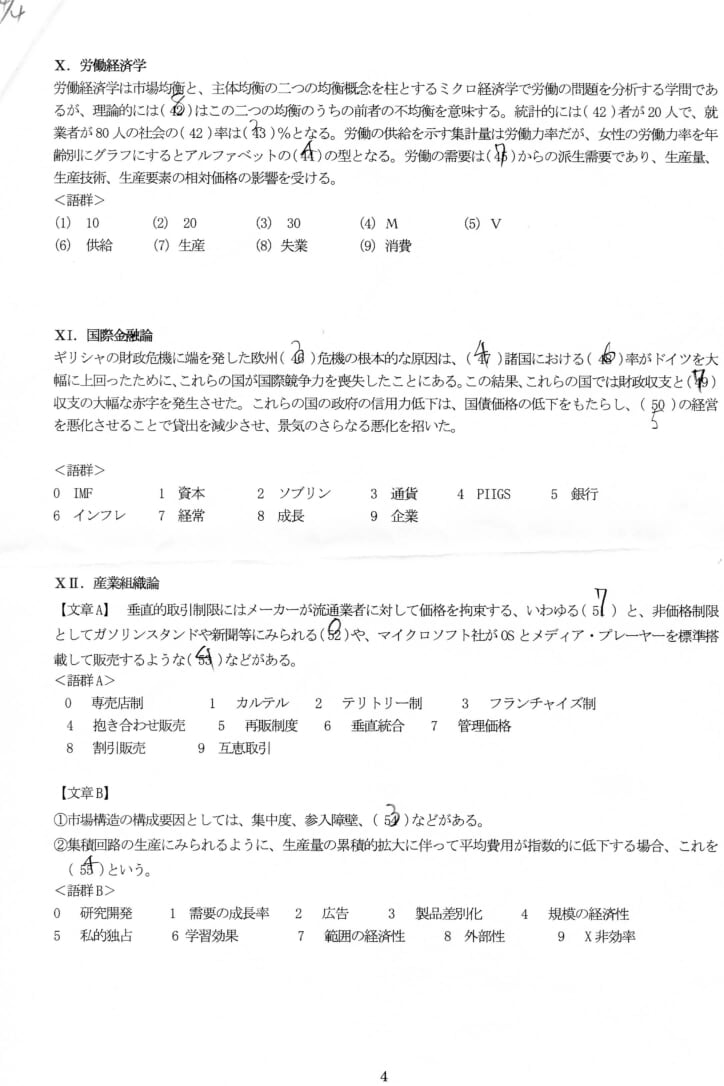 4/4
X. 労働経済学
労働経済学は市場均衡と、主体均衡の二つの均衡概念を柱とするミクロ経済学で労働の問題を分析する学問であ
るが、理論的には( 42 )はこの二つの均衡のうちの前者の不均衡を意味する。統計的には( 42 )者が 20 人で、就
8
業者が 80 人の社会の( 42 )率は( 43 )%となる。労働の供給を示す集計量は労働力率だが、女性の労働力率を年
2
齢別にグラフにするとアルファベットの( 44 )の型となる。労働の需要は( 45 )からの派生需要であり、生産量、
4 7
生産技術、生産要素の相対価格の影響を受ける。
<語群>
(1) 10 (2) 20 (3) 30 (4) M (5) V
(6) 供給 (7) 生産 (8) 失業 (9) 消費
XI. 国際金融論
ギリシャの財政危機に端を発した欧州( 46 )危機の根本的な原因は、( 47 )諸国における( 48 )率がドイツを大
4 6
幅に上回ったために、これらの国が国際競争力を喪失したことにある。この結果、これらの国では財政収支と( 49 )
7
収支の大幅な赤字を発生させた。これらの国の政府の信用力低下は、国債価格の低下をもたらし、( 50 )の経営
5
を悪化させることで貸出を減少させ、景気のさらなる悪化を招いた。
<語群>
0 IMF 1 資本 2 ソブリン 3 通貨 4 PIIGS 5 銀行
6 インフレ 7 経常 8 成長 9 企業
XⅡ. 産業組織論
【文章 A】 垂直的取引制限にはメーカーが流通業者に対して価格を拘束する、いわゆる( 51 ) と、非価格制限
7
としてガソリンスタンドや新聞等にみられる( 52 )や、マイクロソフト社が OS とメディア・プレーヤーを標準搭
0
載して販売するような( 53 )などがある。
4
<語群 A>
0 専売店制 1 カルテル 2 テリトリー制 3 フランチャイズ制
4 抱き合わせ販売 5 再販制度 6 垂直統合 7 管理価格
8 割引販売 9 互恵取引
【文章 B】
①市場構造の構成要因としては、集中度、参入障壁、( 54 )などがある。
3
②集積回路の生産にみられるように、生産量の累積的拡大に伴って平均費用が指数的に低下する場合、これを
( 55 )という。
4
<語群 B>
0 研究開発 1 需要の成長率 2 広告 3 製品差別化 4 規模の経済性
5 私的独占 6 学習効果 7 範囲の経済性 8 外部性 9 X 非効率
4